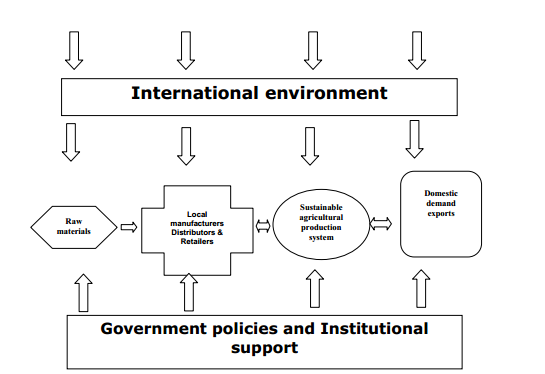 International environment
Raw
materials
Local
manufacturers
Distributors &
Retailers
Sustainable
agricultural
production
system
Domestic
demand
exports
Government policies and Institutional
support